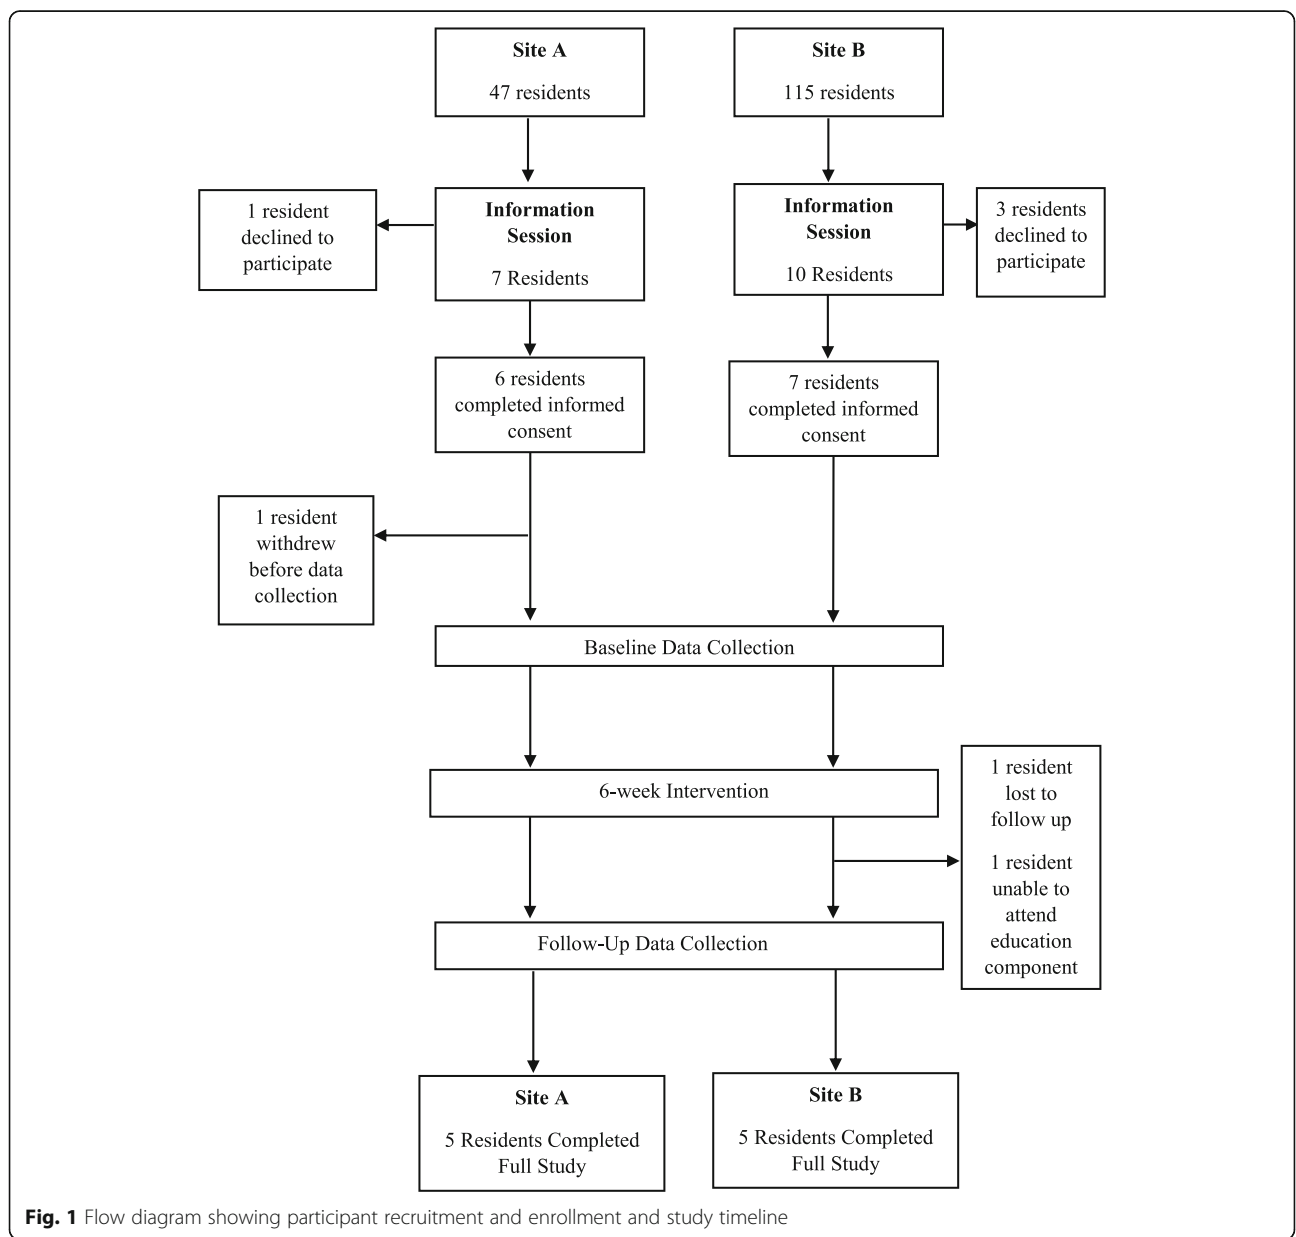 Site A
47 residents
Site B
115 residents
1 resident
declined to
participate
Information
Session
7 Residents
Information
Session
10 Residents
3 residents
declined to
participate
6 residents
completed informed
consent
7 residents
completed informed
consent
1 resident
withdrew
before data
collection
Baseline Data Collection
6-week Intervention
1 resident
lost to
follow up
1 resident
unable to
attend
education
component
Follow-Up Data Collection
Site A
5 Residents Completed
Full Study
Site B
5 Residents Completed
Full Study
Fig. 1 Flow diagram showing participant recruitment and enrollment and study timeline